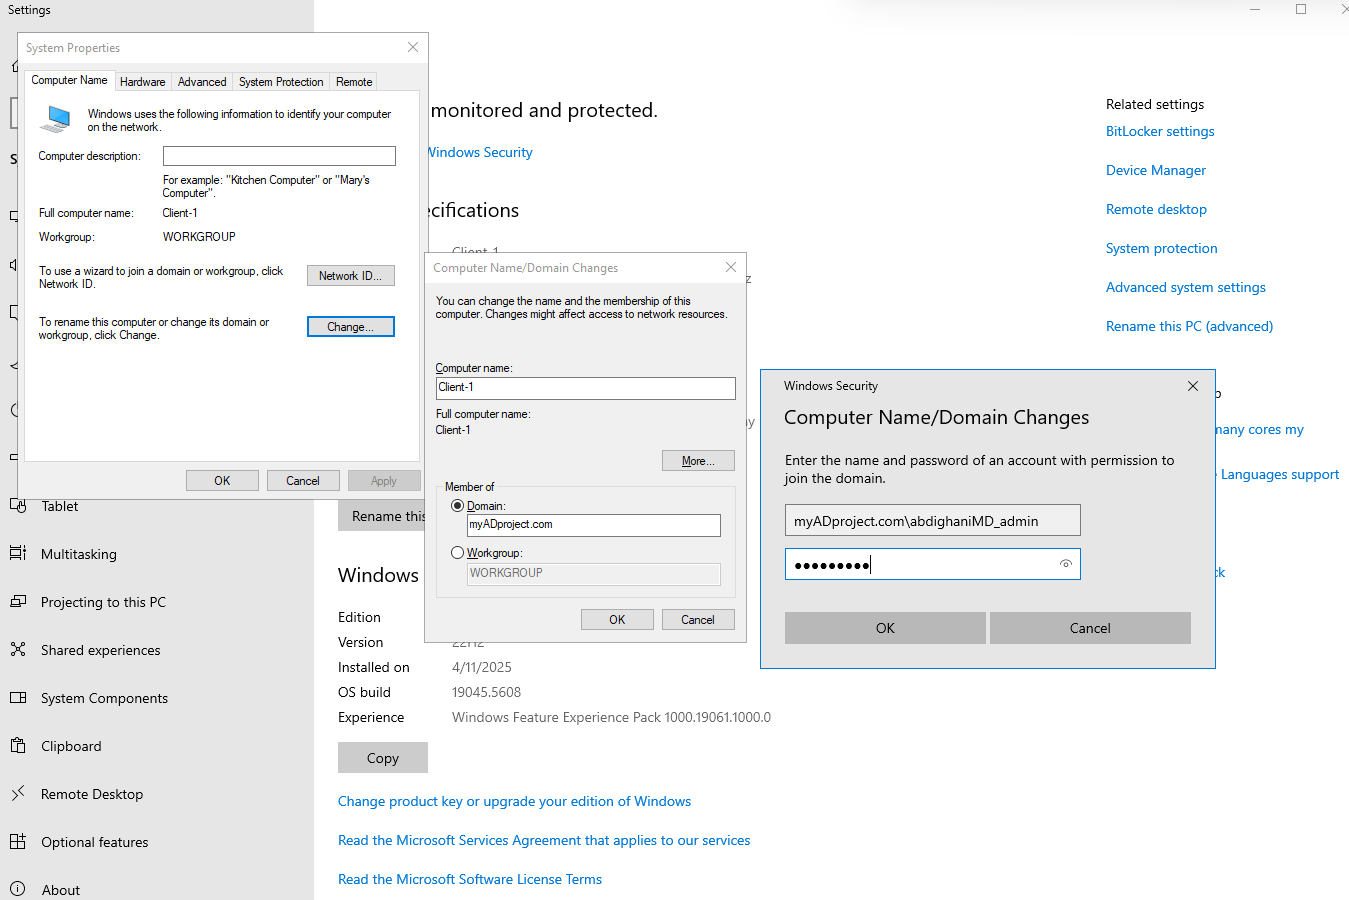 Settings
System Properties
Computer Name
Hardware
Advanced
System Protection
Remote
Windows uses the following information to identify your computer
on the network.
Computer description:
For example: "Kitchen Computer" or "Mary's
Computer".
Full computer name:
Client-1
Workgroup:
WORKGROUP
To use a wizard to join a domain or workgroup, click
Network ID.
Network ID...
To rename this computer or change its domain or
workgroup, click Change.
Change...
OK
Cancel
Apply
monitored and protected.
Windows Security
ecifications
Client-1
z
ay
Computer Name/Domain Changes
You can change the name and the membership of this
computer. Changes might affect access to network resources.
Computer name:
Client-1
Full computer name:
Client-1
More...
Member of
Domain:
myADproject.com
Workgroup:
WORKGROUP
OK
Cancel
Windows Security
Computer Name/Domain Changes
Enter the name and password of an account with permission to
join the domain.
myADproject.com\abdighaniMD_admin
●●●●●●●●●
OK
Cancel
Related settings
BitLocker settings
Device Manager
Remote desktop
System protection
Advanced system settings
Rename this PC (advanced)
p
many cores my
Languages support
ck
S
Tablet
Multitasking
Projecting to this PC
Shared experiences
System Components
Clipboard
Remote Desktop
Optional features
About
Rename this
Windows
Edition
Version
22H2
Installed on
4/11/2025
OS build
19045.5608
Experience
Windows Feature Experience Pack 1000.19061.1000.0
Copy
Change product key or upgrade your edition of Windows
Read the Microsoft Services Agreement that applies to our services
Read the Microsoft Software License Terms